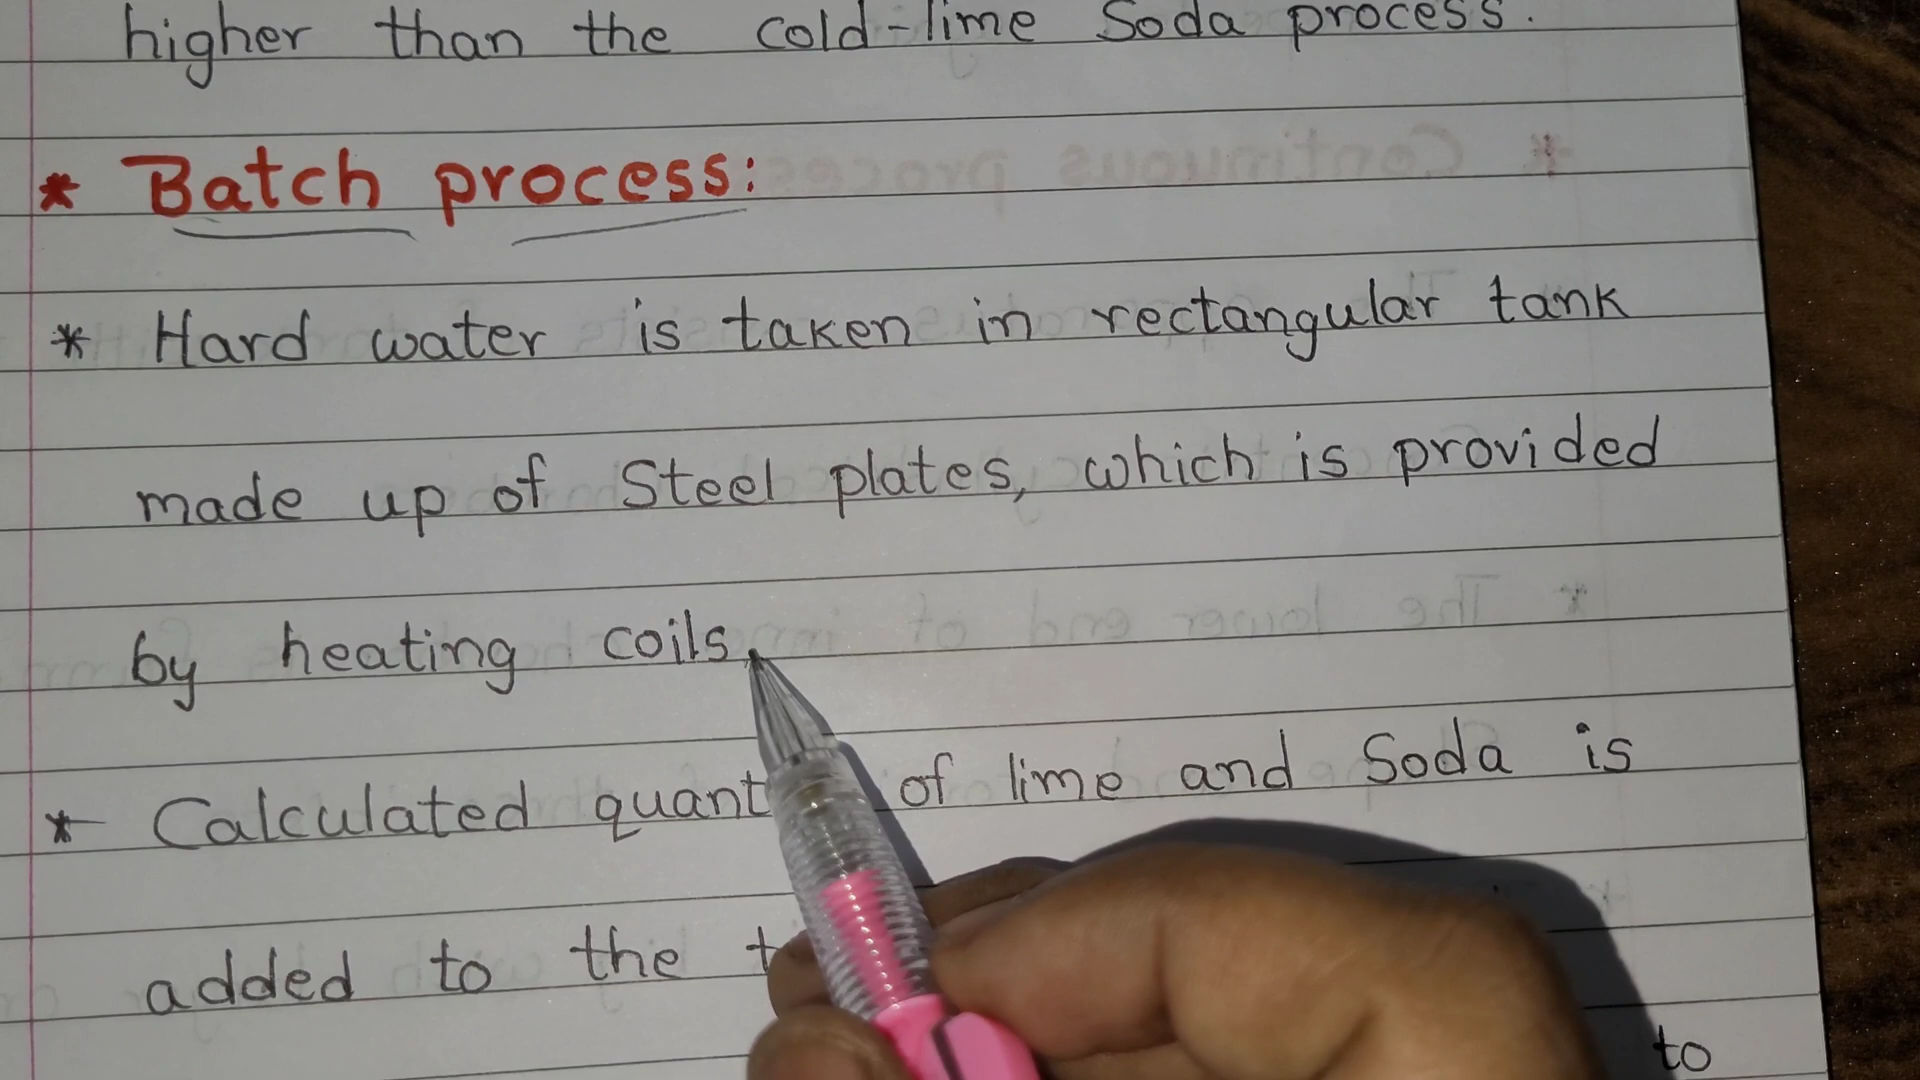 higher than the cold-lime Soda process.
* Batch process:
* Hard water is taken in rectangular tank
made up of Steel plates, which is provided
by heating coils.
* Calculated of lime and Soda is
added to the
to